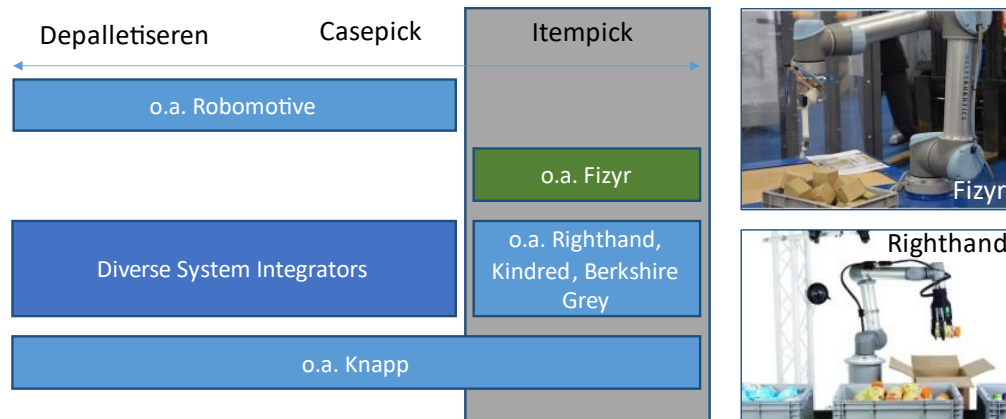 Depalletiseren
Casepick
Itempick
o.a. Robomotive
o.a. Fizyr
Diverse System Integrators
o.a. Righthand,
Kindred, Berkshire
Grey
o.a. Knapp
Fizyr
Righthand